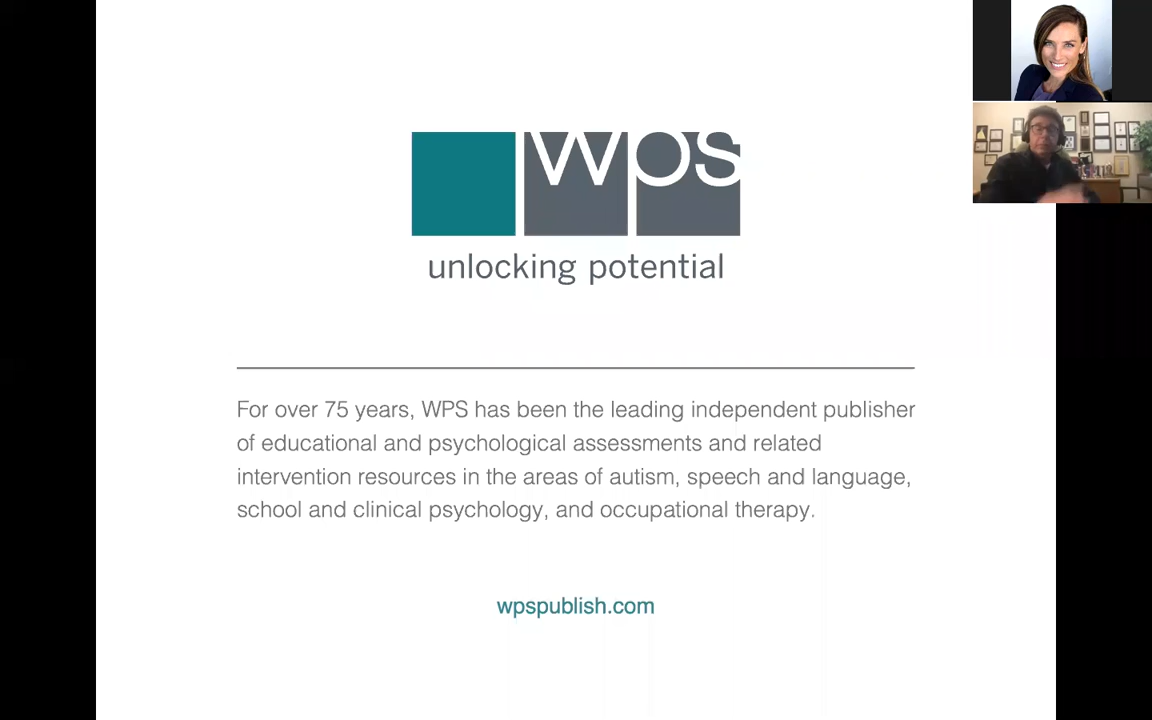 wps
unlocking potential
For over 75 years, WPS has been the leading independent publisher
of educational and psychological assessments and related
intervention resources in the areas of autism, speech and language,
school and clinical psychology, and occupational therapy.
wpspublish.com